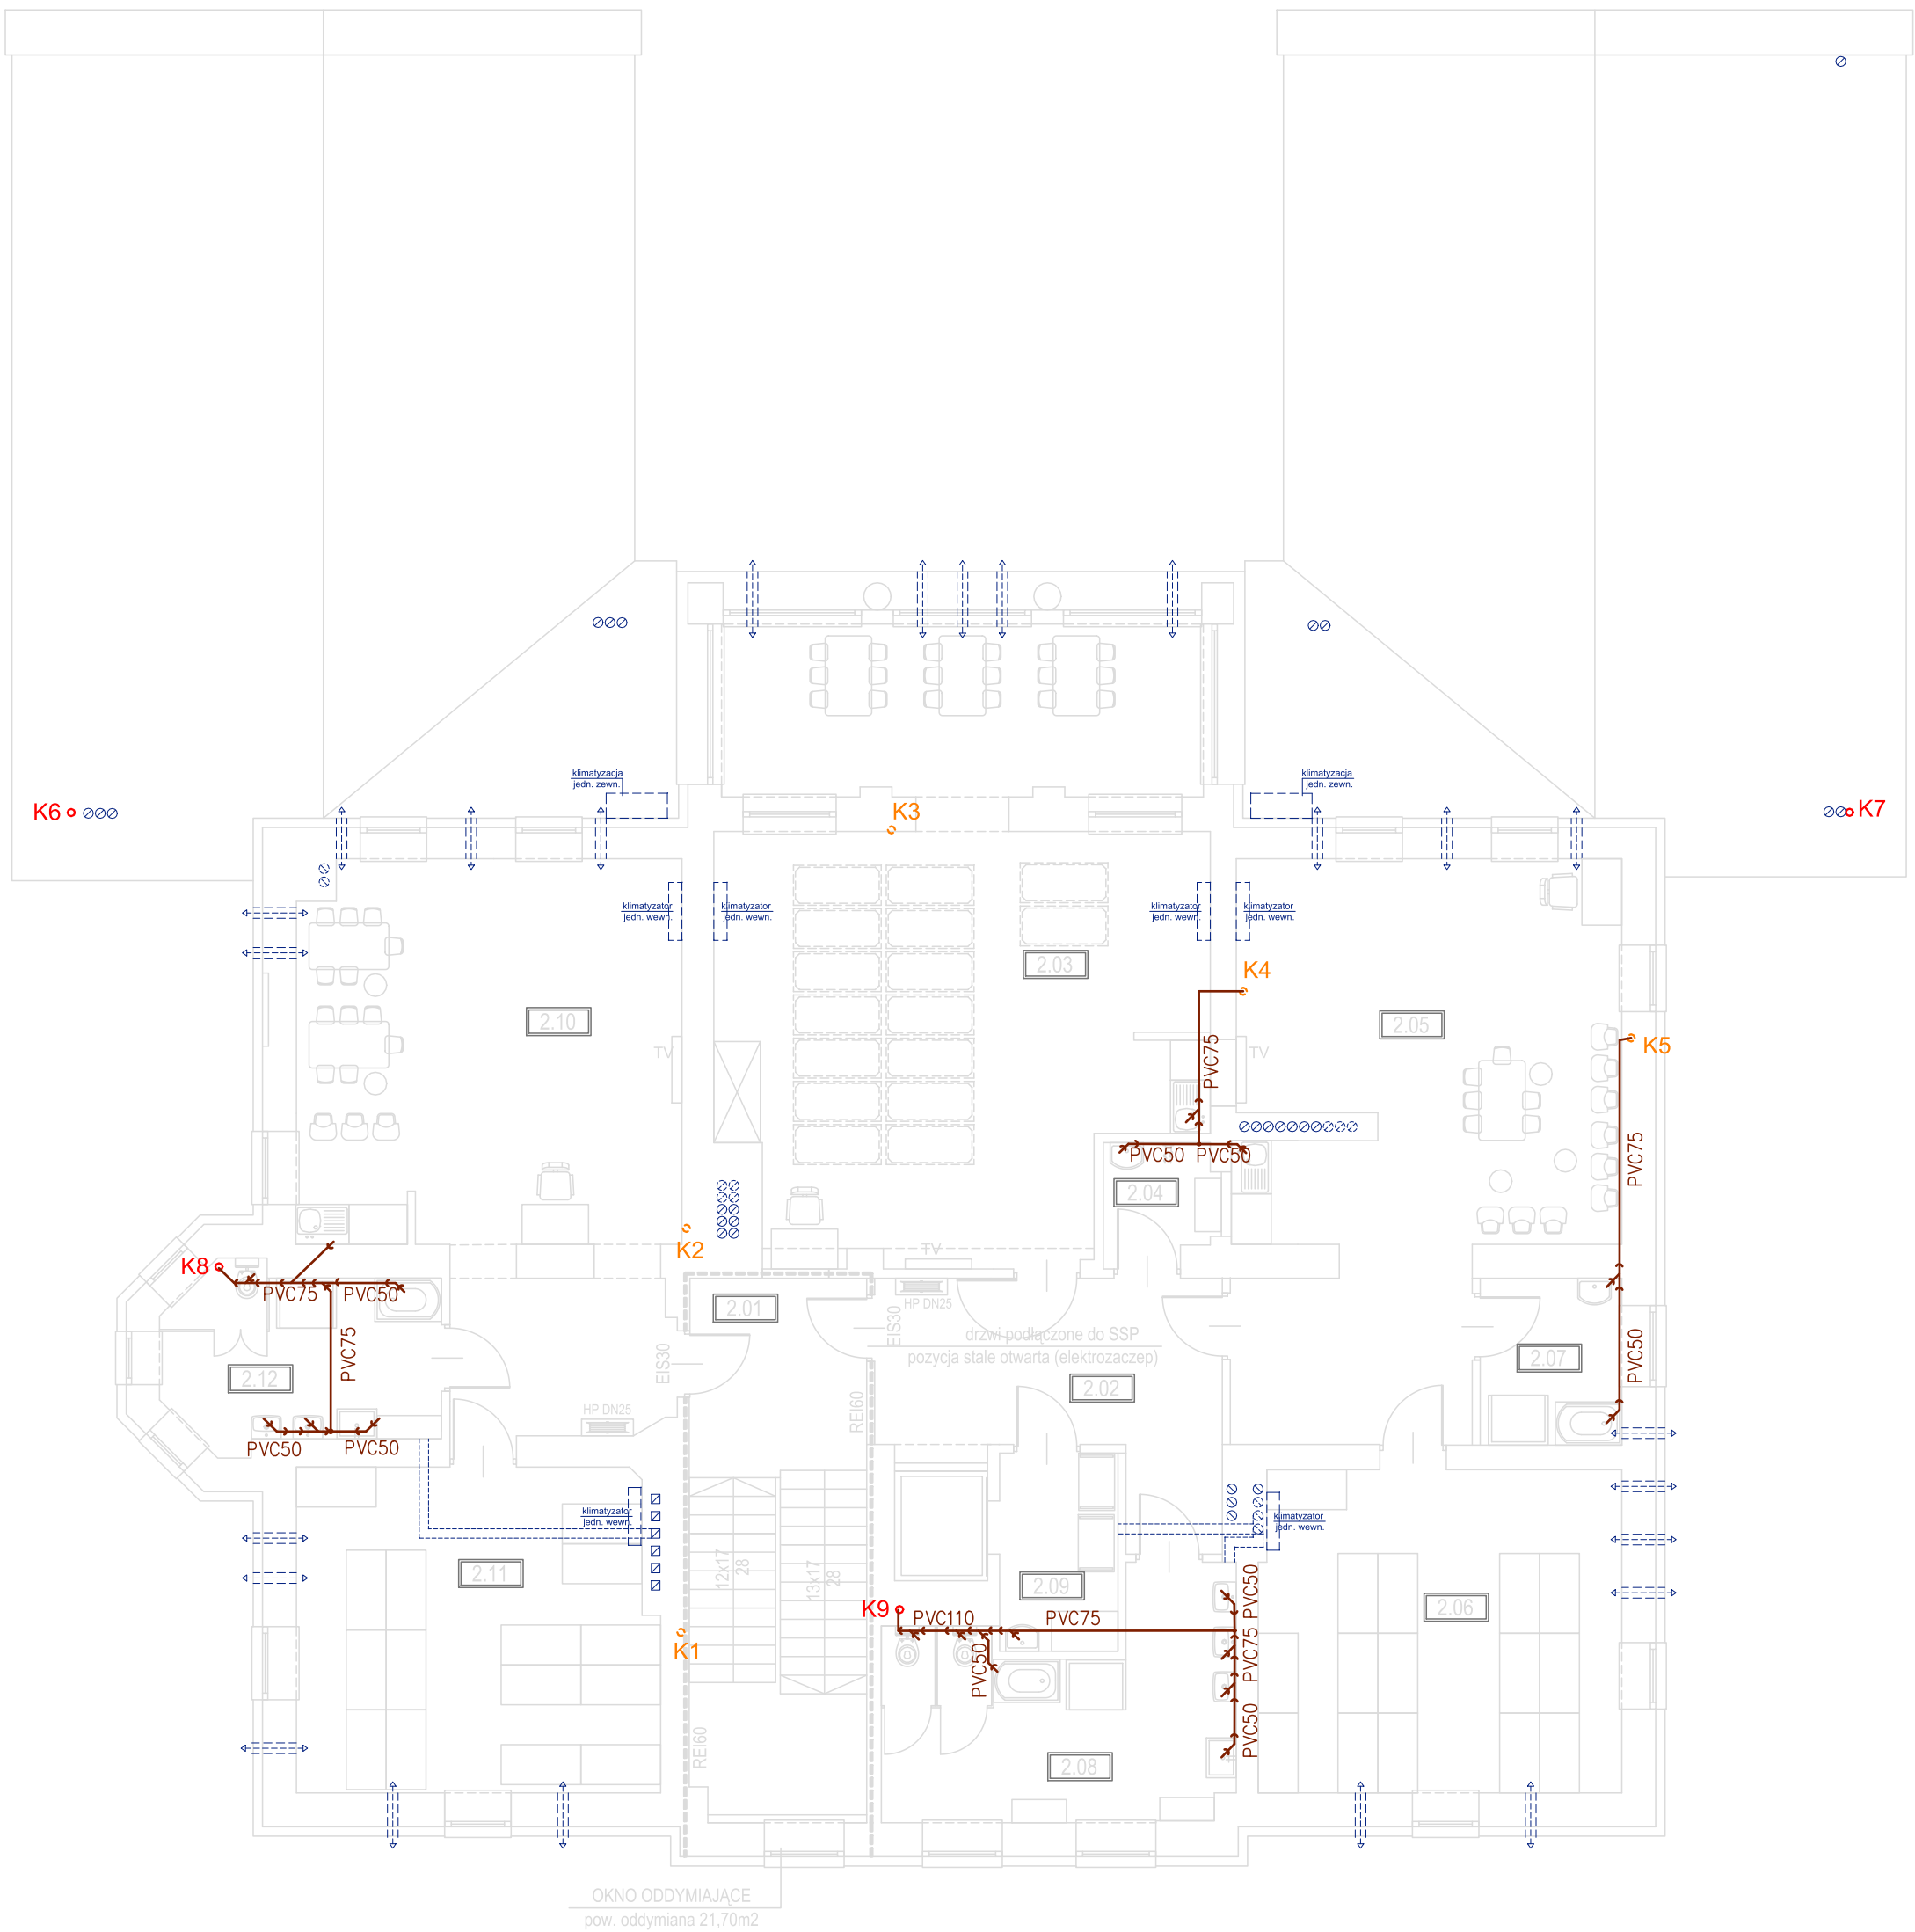 klimatyzacja
jedn. zewn.
klimatyzacja
jedn. zewn.
K6
K3
K7
klimatyzator
jedn. wewn.
klimatyzator
jedn. wewn.
klimatyzator
jedn. wewn.
klimatyzator
jedn. wewn.
2.03
K4
2.10
2.05
TV
PVC75
TV
K5
PVC50
PVC50
PVC75
2.04
K2
TV
K8
PVC75
PVC50
2.01
HP DN25
EIS30
drzwi podłączone do SSP
pozycja stale otwarta (elektrozaczep)
PVC75
EIS30
2.07
PVC50
2.12
2.02
HP DN25
REI60
PVC50
PVC50
klimatyzator
jedn. wewn.
klimatyzator
jedn. wewn.
2.11
12x17
28
13x17
28
2.09
PVC50
2.06
K9
PVC110
PVC75
K1
PVC50
PVC75
REI60
PVC50
2.08
OKNO ODDYMIAJĄCE
pow. oddymiana 21,70m2